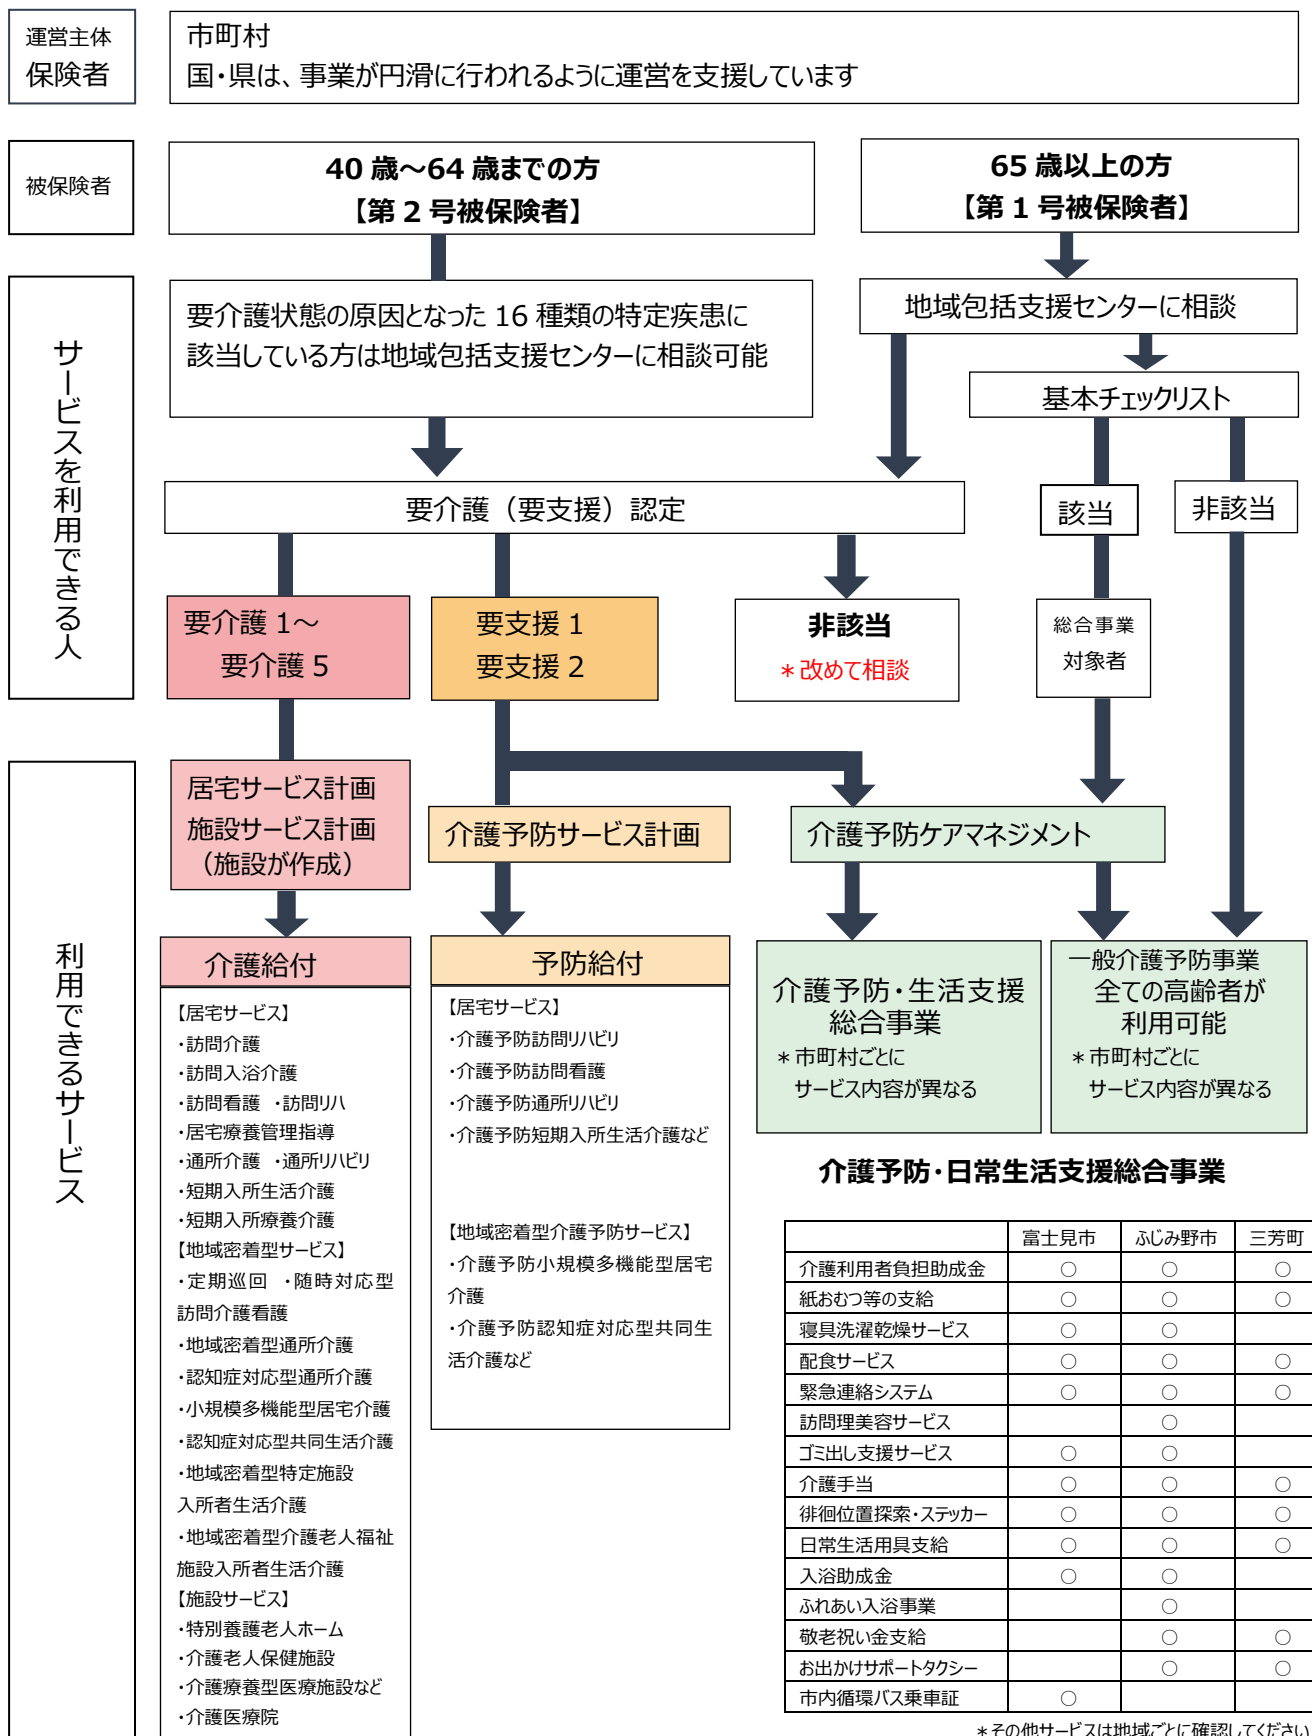 運営主体
保険者
市町村
国・県は、事業が円滑に行われるように運営を支援しています
被保険者
40 歳～64 歳までの方
【第 2 号被保険者】
65 歳以上の方
【第 1 号被保険者】
サービスを利用できる人
要介護状態の原因となった 16 種類の特定疾患に
該当している方は地域包括支援センターに相談可能
地域包括支援センターに相談
基本チェックリスト
要介護（要支援）認定
該当
非該当
要介護 1～
要介護 5
要支援 1
要支援 2
非該当
＊改めて相談
総合事業
対象者
利用できるサービス
居宅サービス計画
施設サービス計画
（施設が作成）
介護予防サービス計画
介護予防ケアマネジメント
介護給付
【居宅サービス】
・訪問介護
・訪問入浴介護
・訪問看護 ・訪問リハ
・居宅療養管理指導
・通所介護 ・通所リハビリ
・短期入所生活介護
・短期入所療養介護
【地域密着型サービス】
・定期巡回 ・随時対応型
訪問介護看護
・地域密着型通所介護
・認知症対応型通所介護
・小規模多機能型居宅介護
・認知症対応型共同生活介護
・地域密着型特定施設
入所者生活介護
・地域密着型介護老人福祉
施設入所者生活介護
【施設サービス】
・特別養護老人ホーム
・介護老人保健施設
・介護療養型医療施設など
・介護医療院
予防給付
【居宅サービス】
・介護予防訪問リハビリ
・介護予防訪問看護
・介護予防通所リハビリ
・介護予防短期入所生活介護など
【地域密着型介護予防サービス】
・介護予防小規模多機能型居宅
介護
・介護予防認知症対応型共同生
活介護など
介護予防・生活支援
総合事業
＊市町村ごとに
サービス内容が異なる
一般介護予防事業
全ての高齢者が
利用可能
＊市町村ごとに
サービス内容が異なる
介護予防・日常生活支援総合事業
富士見市 ふじみ野市 三芳町
介護利用者負担助成金 ○ ○ ○
紙おむつ等の支給 ○ ○ ○
寝具洗濯乾燥サービス ○ ○
配食サービス ○ ○ ○
緊急連絡システム ○ ○ ○
訪問理美容サービス ○
ゴミ出し支援サービス ○ ○
介護手当 ○ ○ ○
徘徊位置探索・ステッカー ○ ○ ○
日常生活用具支給 ○ ○ ○
入浴助成金 ○ ○
ふれあい入浴事業 ○
敬老祝い金支給 ○ ○
お出かけサポートタクシー ○ ○
市内循環バス乗車証 ○
＊その他サービスは地域ごとに確認してください